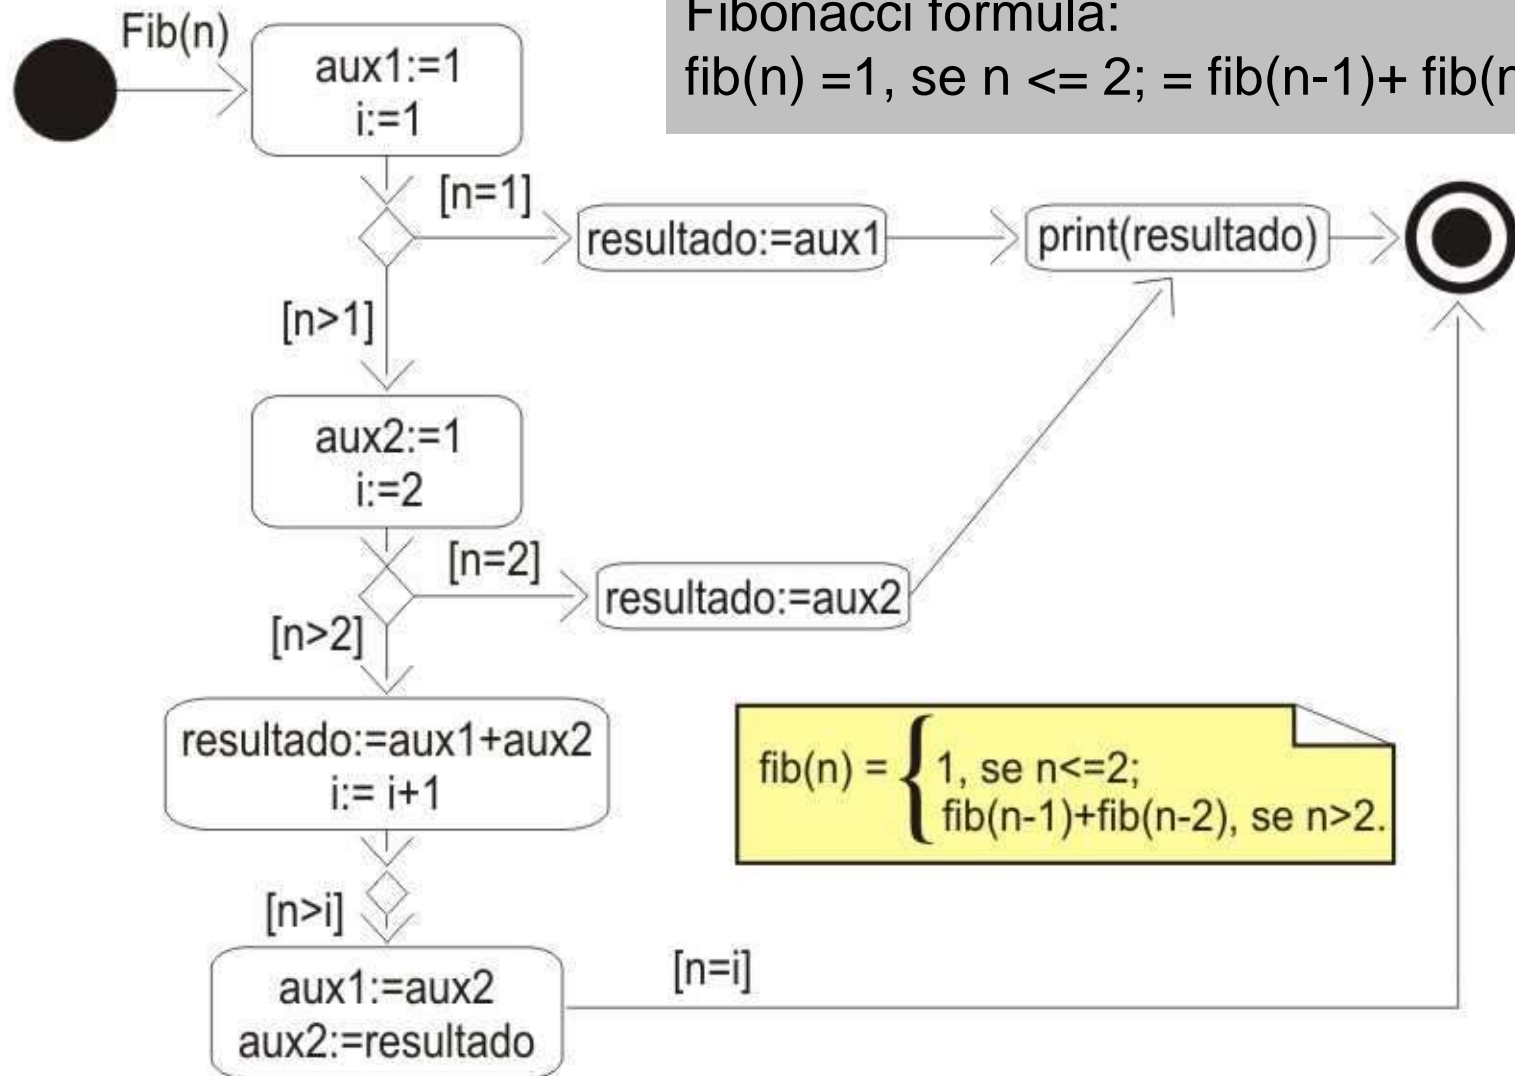 Fibonacci formula:
fib(n) =1, se n <= 2; = fib(n-1)+ fib(n
Fib(n)
aux1:=1
i:=1
[n=1]
resultado:=aux1
print(resultado)
[n>1]
aux2:=1
i:=2
[n=2]
resultado:=aux2
[n>2]
resultado:=aux1+aux2
i:= i+1
fib(n) = { 1, se n<=2;
fib(n-1)+fib(n-2), se n>2.
[n>i]
[n=i]
aux1:=aux2
aux2:=resultado